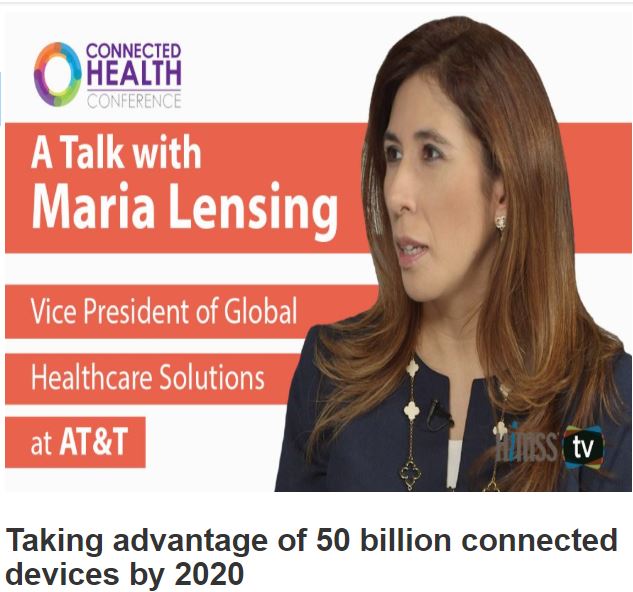 CONNECTED
HEALTH
CONFERENCE
A Talk with
Maria Lensing
Vice President of Global
Healthcare Solutions
at AT&T
himss tv
Taking advantage of 50 billion connected
devices by 2020